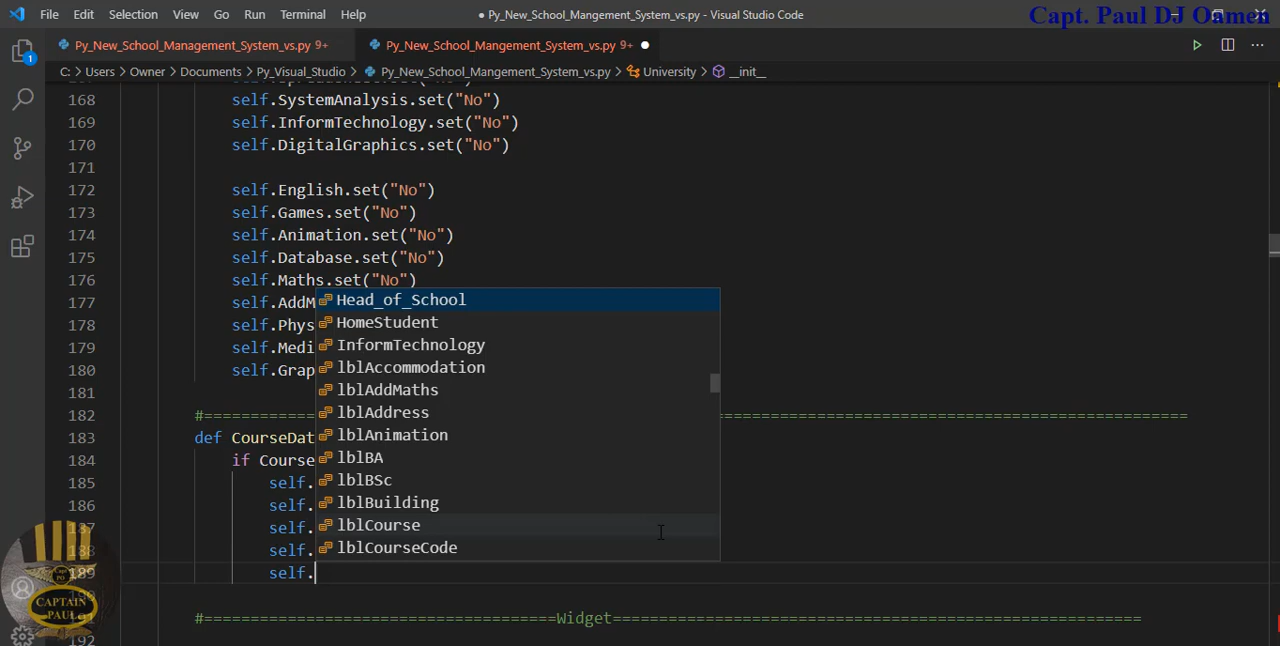 File Edit Selection View Go Run Terminal Help ● Py_New_School_Mangement_System_vs.py - Visual Studio Code
Capt. Paul DJ Oamen
Py_New_School_Management_System_vs.py 9+ Py_New_School_Mangement_System_vs.py 9+ ●
C: > Users > Owner > Documents > Py_Visual_Studio > Py_New_School_Mangement_System_vs.py > University > __init__
1
168 self.SystemAnalysis.set("No")
169 self.InformTechnology.set("No")
170 self.DigitalGraphics.set("No")
171
172 self.English.set("No")
173 self.Games.set("No")
174 self.Animation.set("No")
175 self.Database.set("No")
176 self.Maths.set("No")
177 self.AddM
178 self.Phys
179 self.Medi
180 self.Grap
181
182 #=====================================================================================================
183 def CourseDat
184 if Course
185 self.
186 self.
187 self.
188 self.
189 self.
Head_of_School
HomeStudent
InformTechnology
lblAccommodation
lblAddMaths
lblAddress
lblAnimation
lblBA
lblBSc
lblBuilding
lblCourse
lblCourseCode
#======================================Widget=========================================================
192
CAPTAIN
PAUL